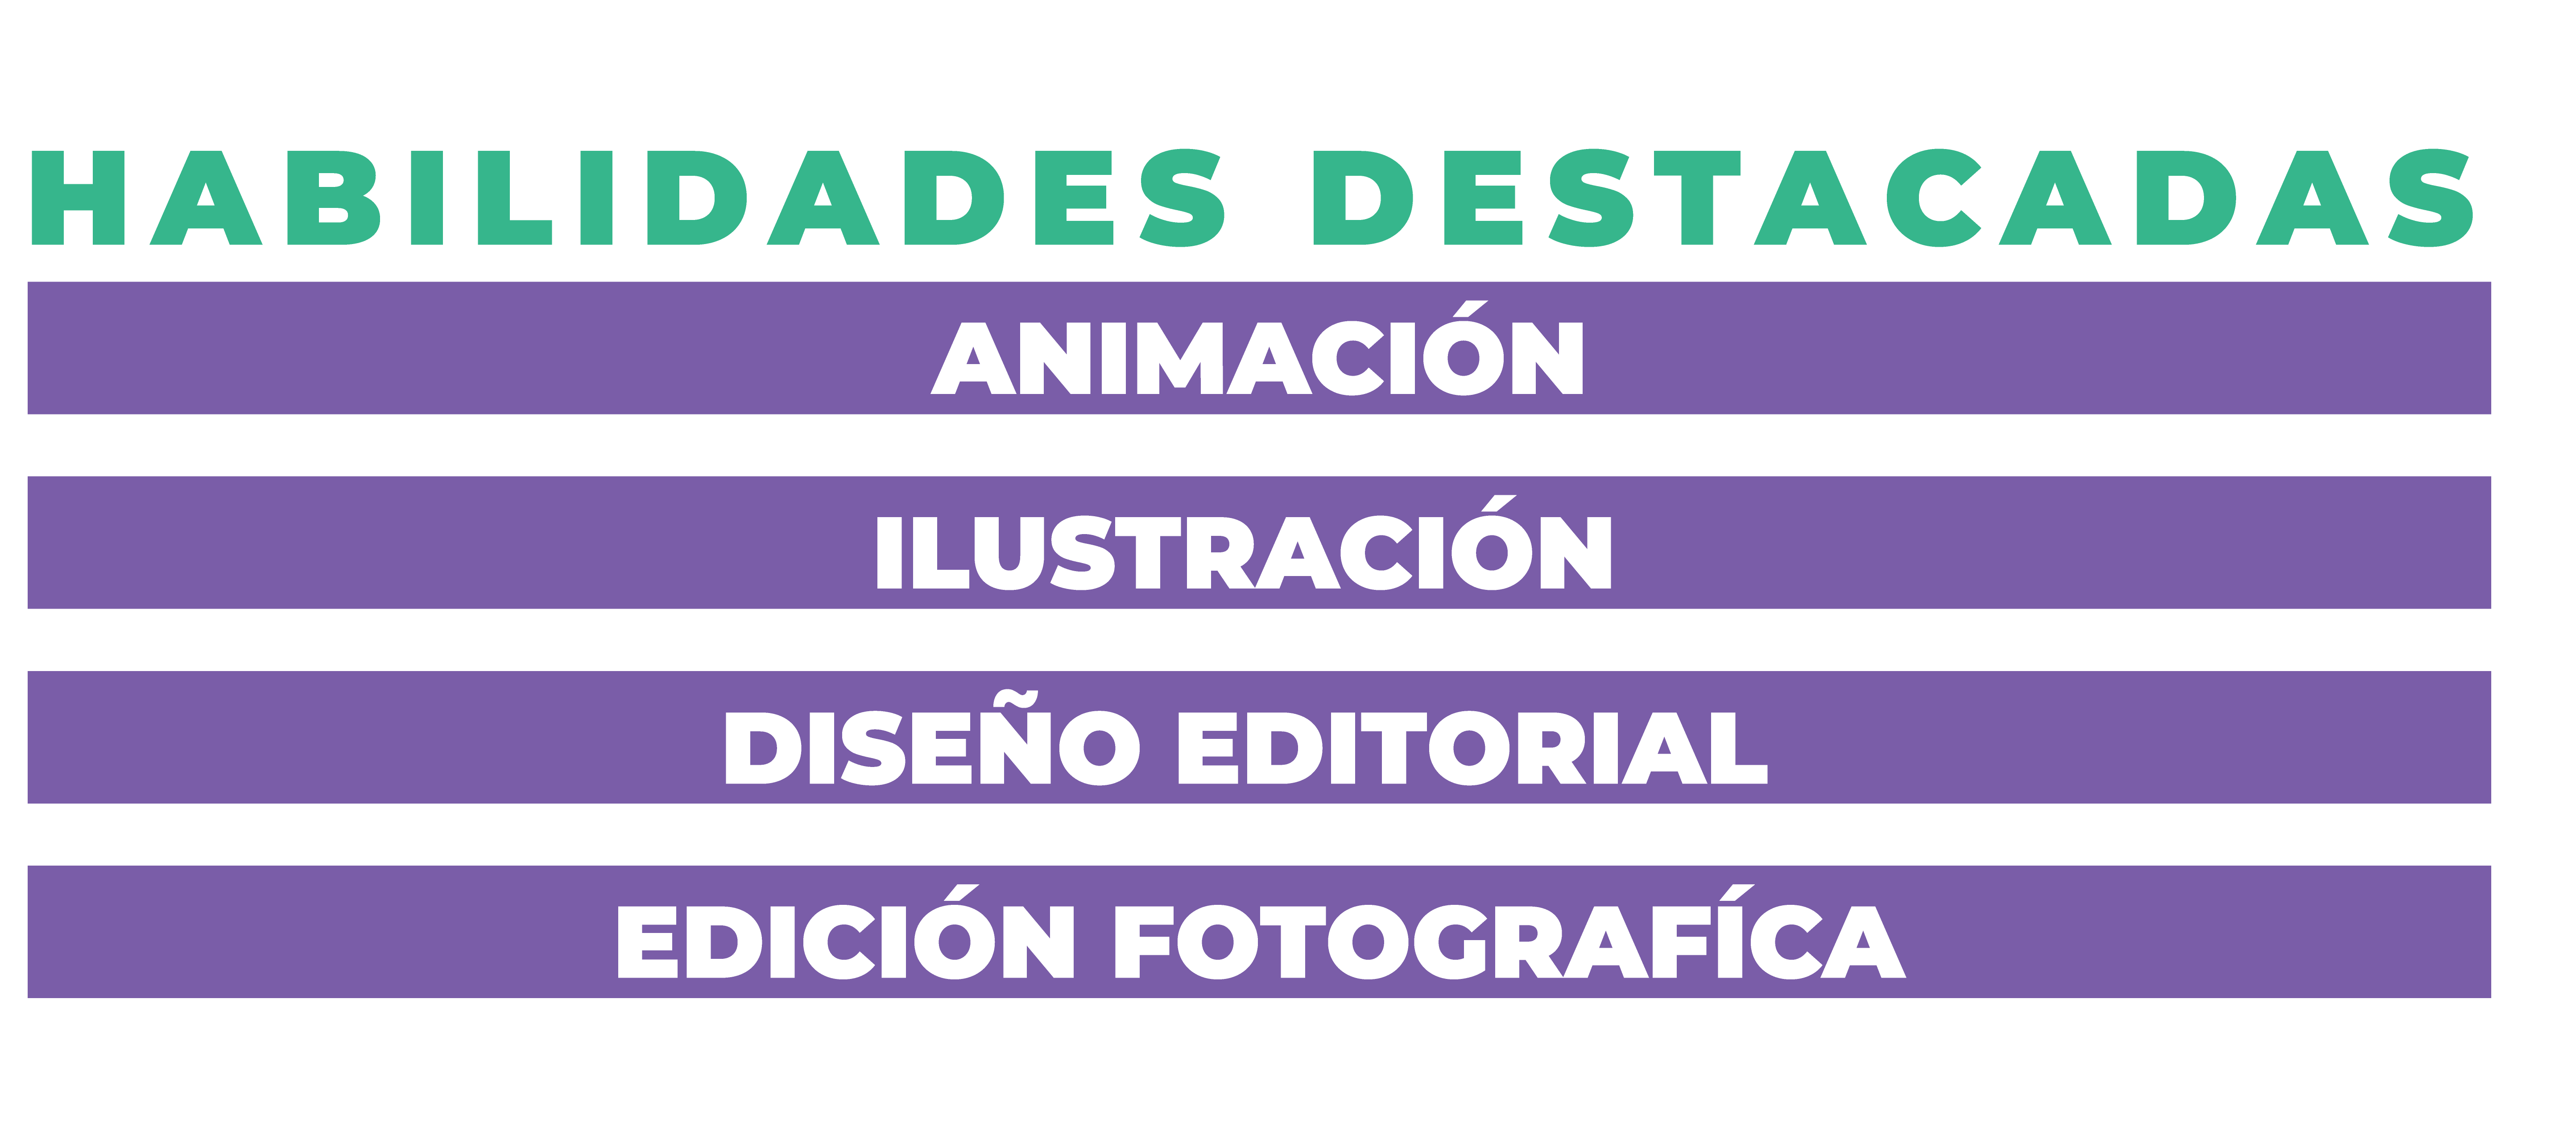 HABILIDADES DESTACADAS
ANIMACIÓN
ILUSTRACIÓN
DISEÑO EDITORIAL
EDICIÓN FOTOGRAFÍCA